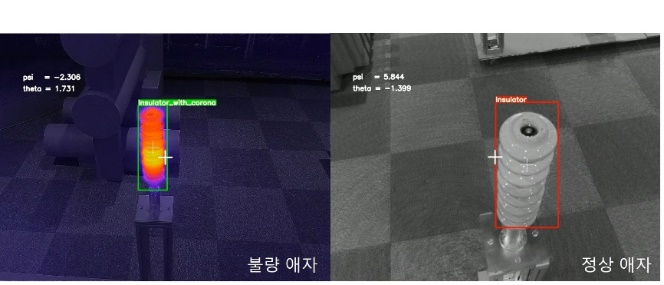 psi = -2.306
theta = 1.731
Insulator_with_corona
불량 애자
psi = 5.844
theta = -1.399
Insulator
정상 애자